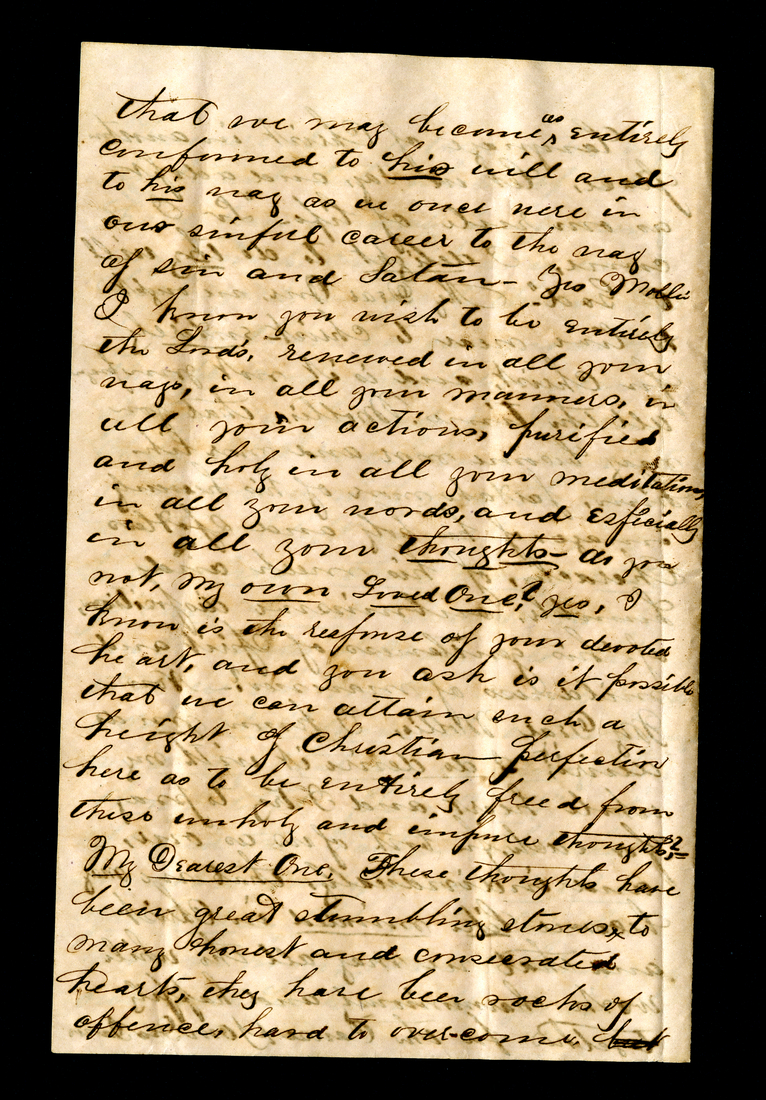 that we may become as entirely
conformed to his will and
to his way as we once were in
our sinful career to the way
of sin and Satan - Yes Mollie
I know you wish to be entirely
the Lord's, renewed in all your
ways, in all your manners, in
all your actions, purified
and holy in all your meditations,
in all your words, and especially
in all your thoughts - do you
not, my own Loved One? yes, I
know is the response of your devoted
heart, and you ask is it possible
that we can attain such a
height of Christian perfection
here as to be entirely freed from
these unholy and impure thoughts? -
My Dearest One. These thoughts have
been great stumbling stones, to
many honest and consecrated
hearts, they have been rocks of
offence, hard to over-come, but